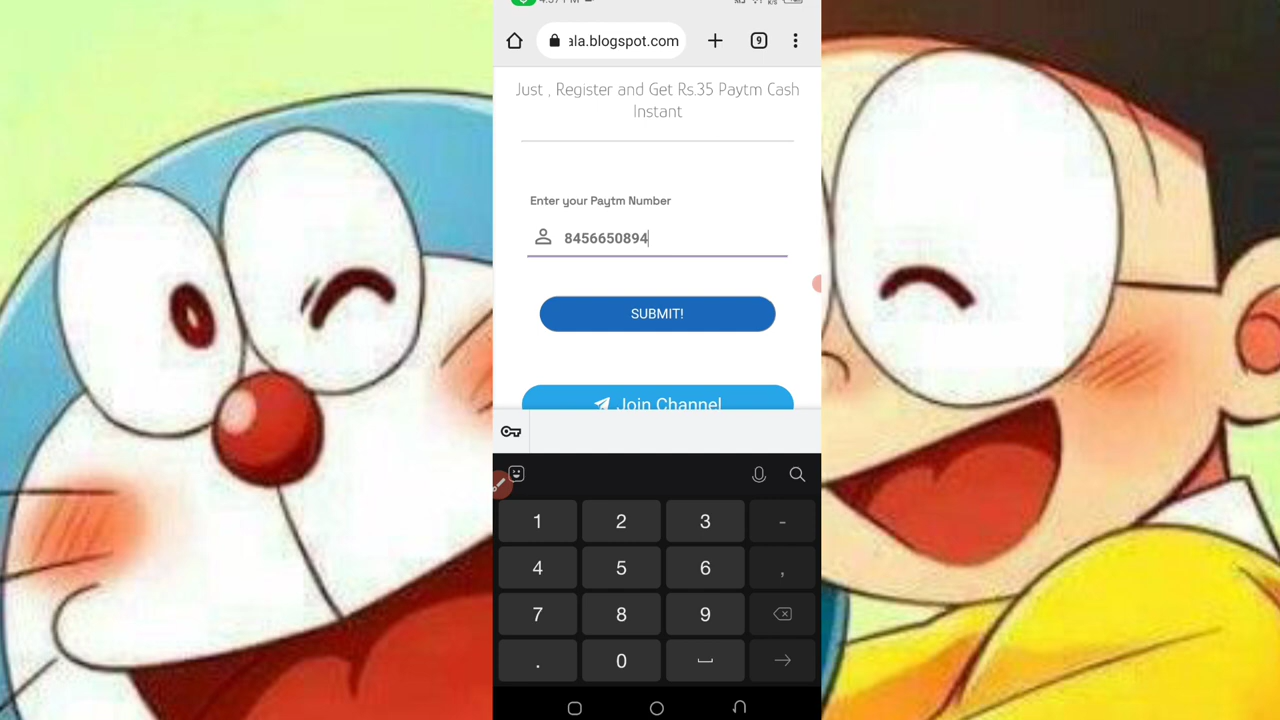 ala.blogspot.com
9
Just , Register and Get Rs.35 Paytm Cash
Instant
Enter your Paytm Number
8456650894
SUBMIT!
Join Channel
1 2 3 -
4 5 6 ,
7 8 9
. 0